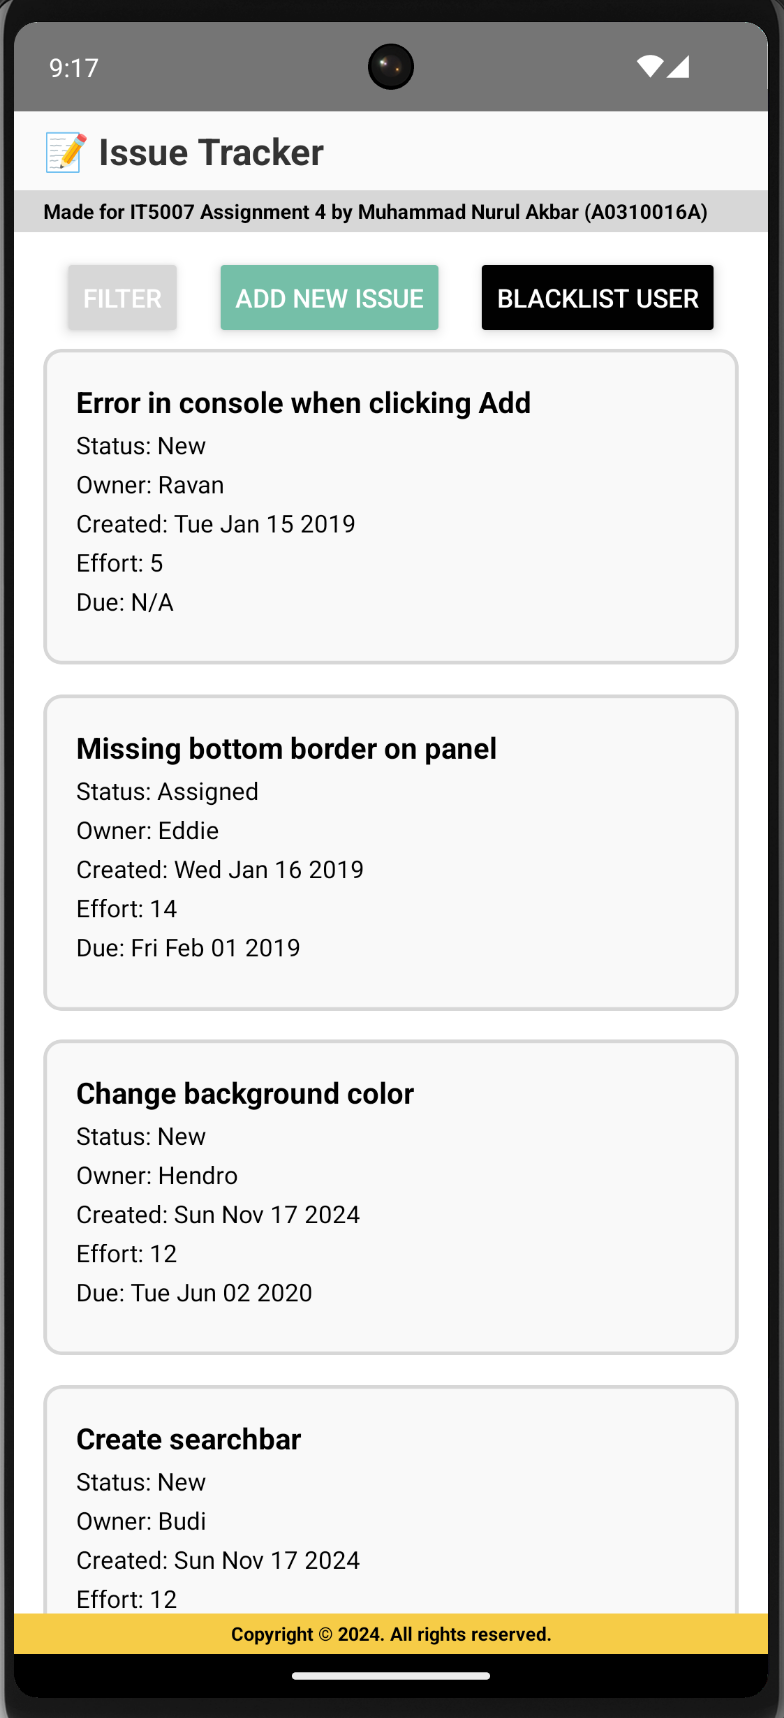 9:17
📝 Issue Tracker
Made for IT5007 Assignment 4 by Muhammad Nurul Akbar (A0310016A)
FILTER
ADD NEW ISSUE
BLACKLIST USER
Error in console when clicking Add
Status: New
Owner: Ravan
Created: Tue Jan 15 2019
Effort: 5
Due: N/A
Missing bottom border on panel
Status: Assigned
Owner: Eddie
Created: Wed Jan 16 2019
Effort: 14
Due: Fri Feb 01 2019
Change background color
Status: New
Owner: Hendro
Created: Sun Nov 17 2024
Effort: 12
Due: Tue Jun 02 2020
Create searchbar
Status: New
Owner: Budi
Created: Sun Nov 17 2024
Effort: 12
Copyright © 2024. All rights reserved.